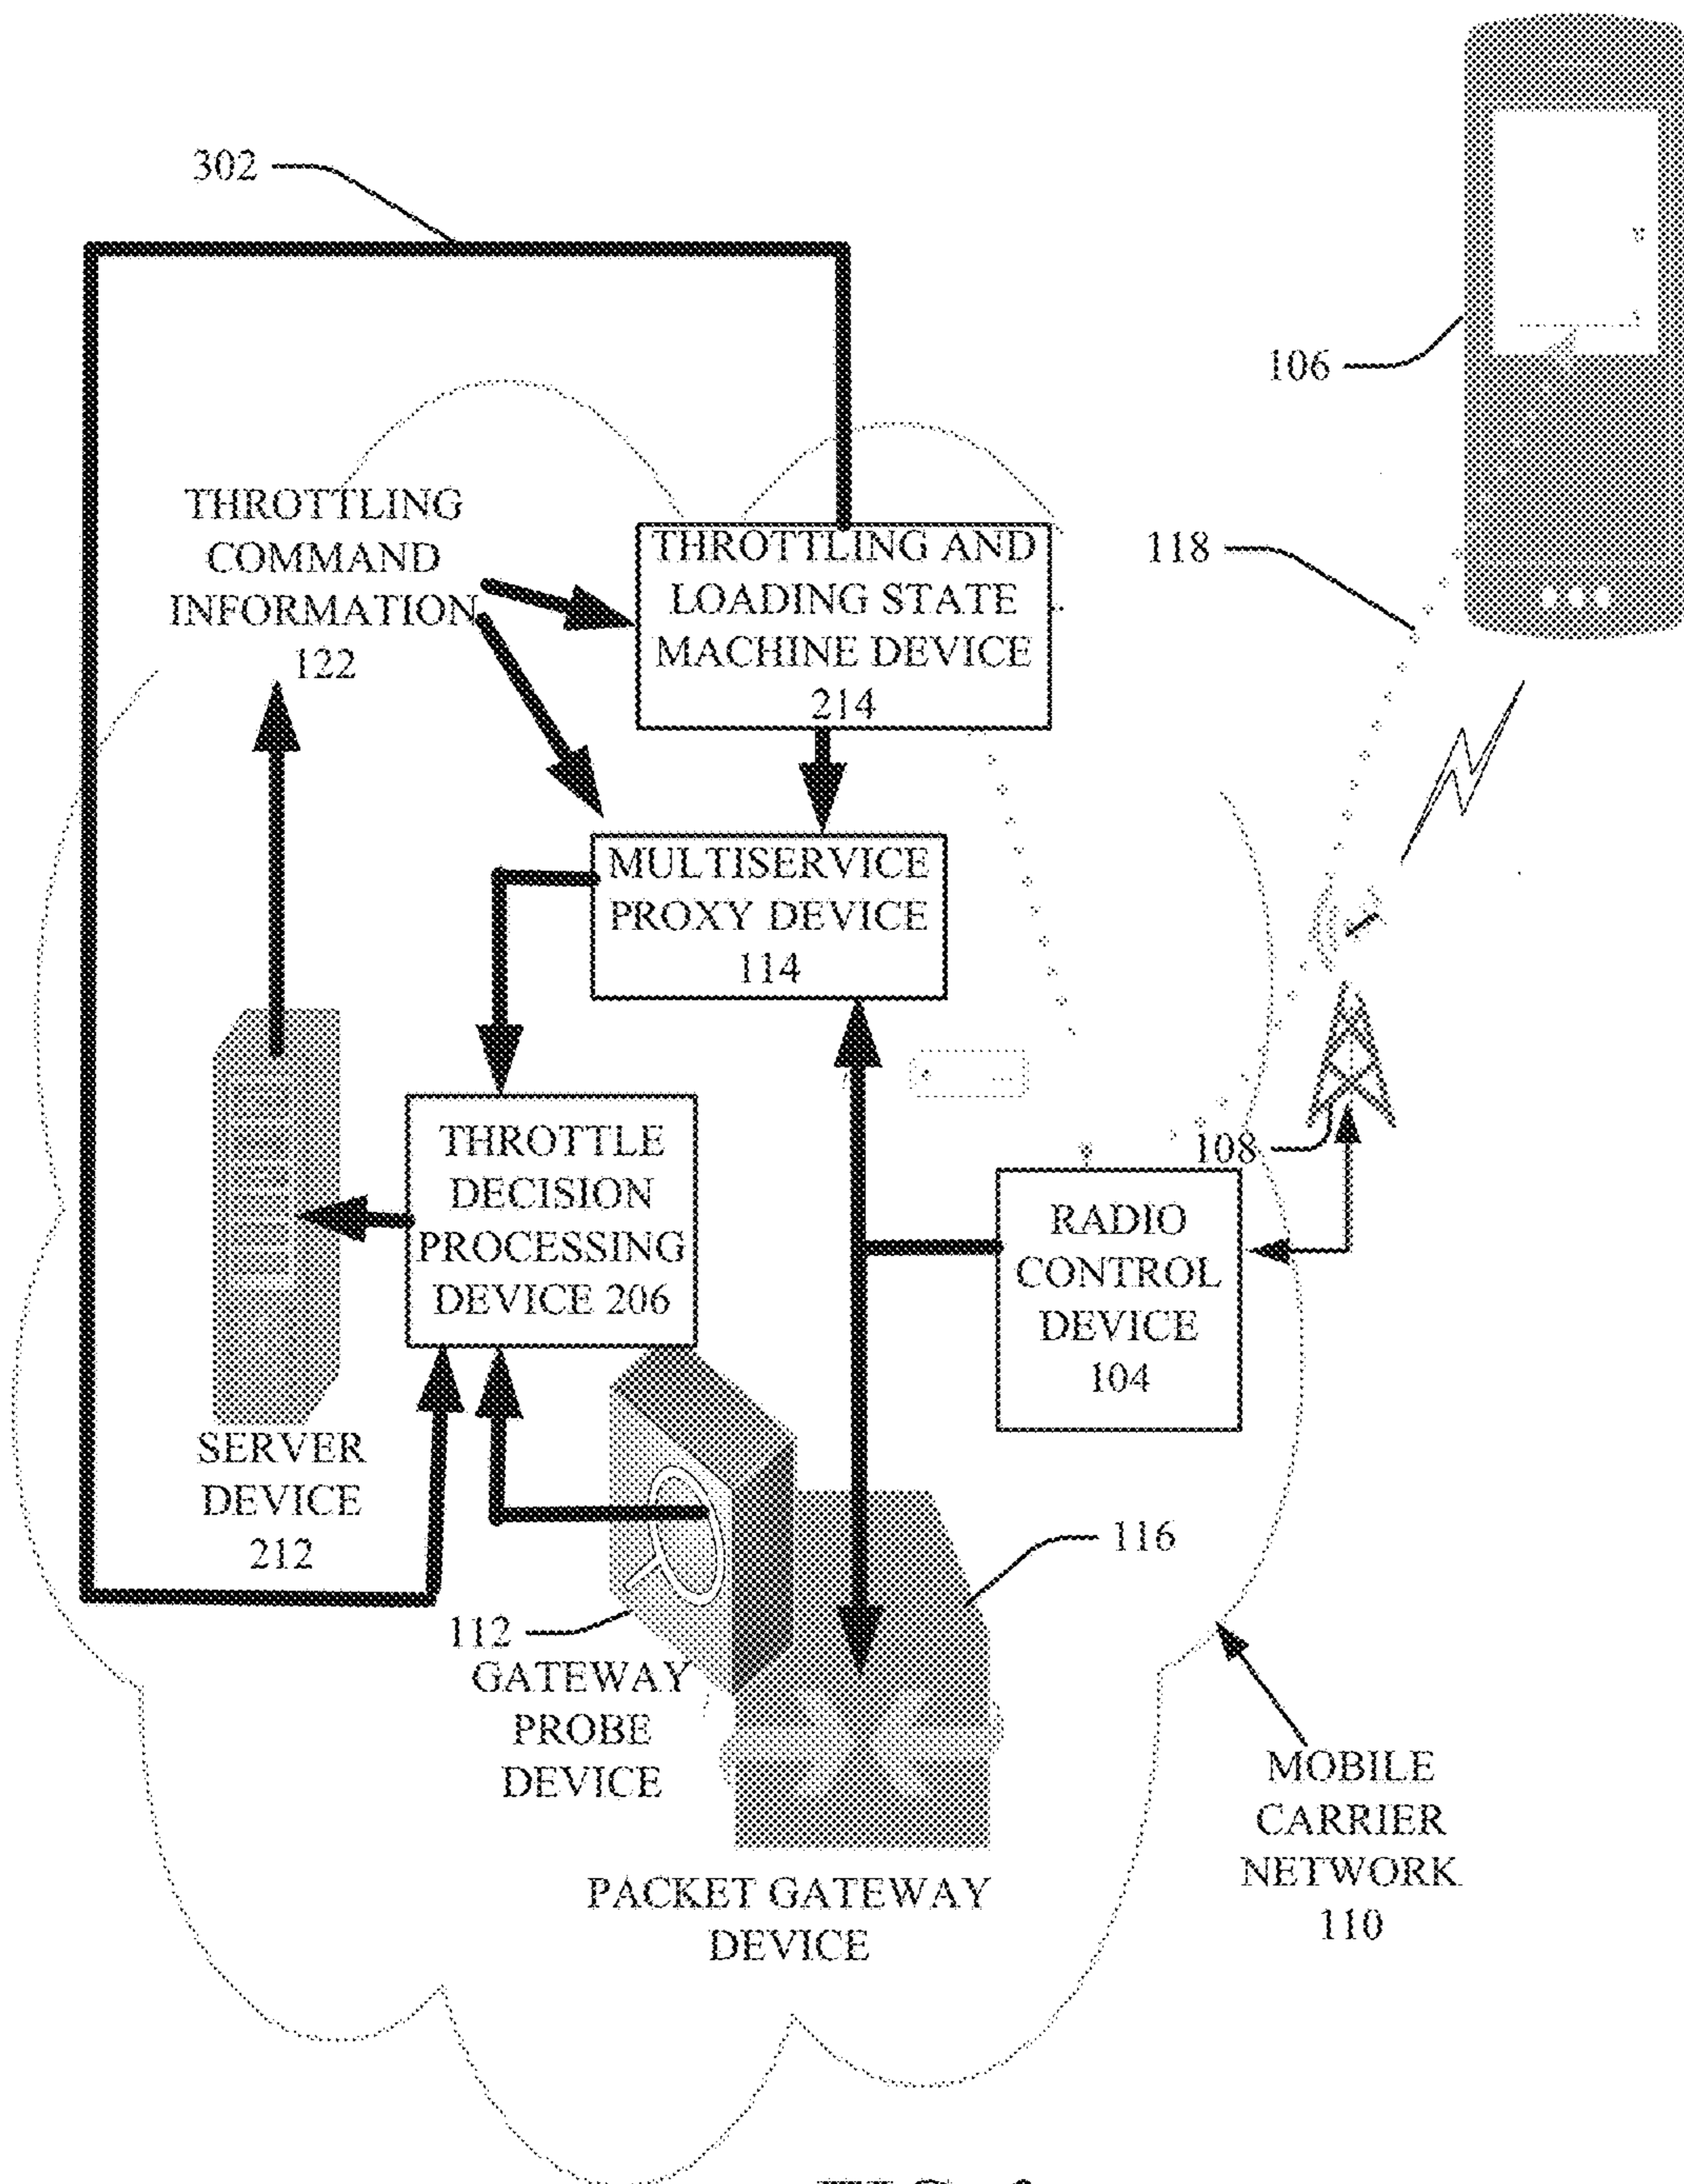 302
106
THROTTLING
COMMAND
INFORMATION
122
THROTTLING AND
LOADING STATE
MACHINE DEVICE
214
118
MULTISERVICE
PROXY DEVICE
114
THROTTLE
DECISION
PROCESSING
DEVICE 206
108
RADIO
CONTROL
DEVICE
104
SERVER
DEVICE
212
116
112
GATEWAY
PROBE
DEVICE
MOBILE
CARRIER
NETWORK
110
PACKET GATEWAY
DEVICE